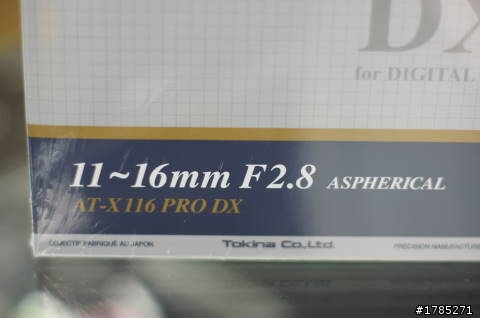 DX
for DIGITAL
11~16mm F2.8 ASPHERICAL
AT-X 116 PRO DX
OBJECTIF FABRIQUÉ AU JAPON Tokina Co., Ltd. PRECISION MANUFACTUR
#1785271